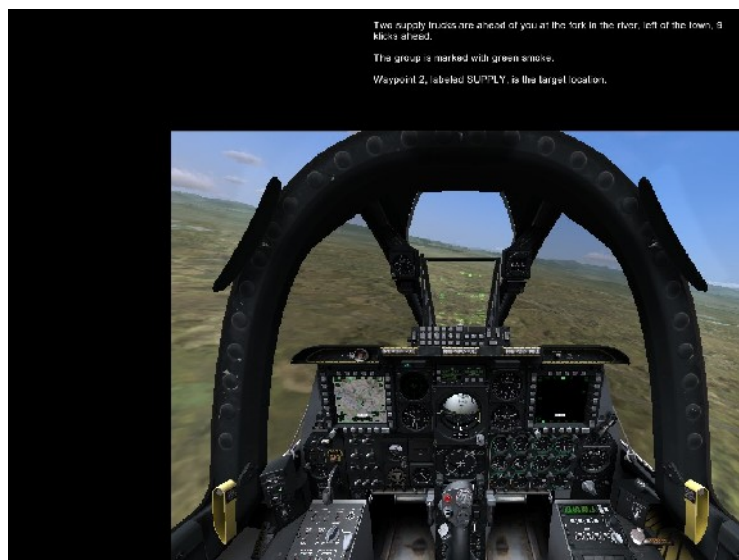 Two supply trucks are ahead of you at the fork in the river, left of the town, 9
klicks ahead.
The group is marked with green smoke.
Waypoint 2, labeled SUPPLY, is the target location.